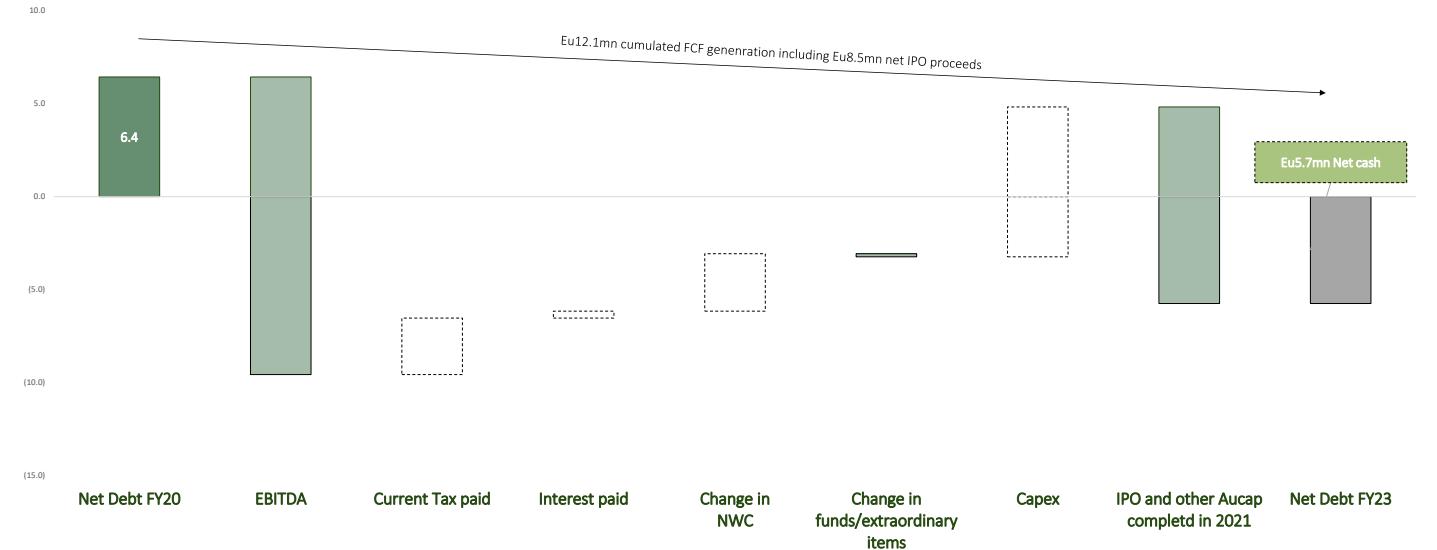 10.0
Eu12.1mn cumulated FCF genenration including Eu8.5mn net IPO proceeds
5.0
6.4
Eu5.7mn Net cash
0.0
(5.0)
(10.0)
(15.0)
Net Debt FY20
EBITDA
Current Tax paid
Interest paid
Change in
NWC
Change in
funds/extraordinary
items
Capex
IPO and other Aucap
completd in 2021
Net Debt FY23